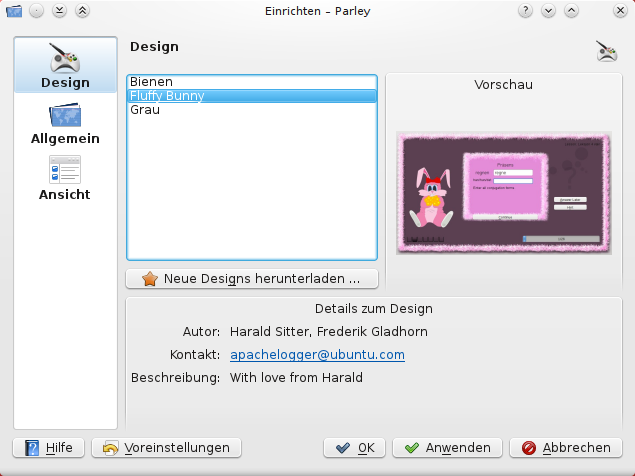 Einrichten – Parley
Design
Design
Allgemein
Ansicht
Bienen
Fluffy Bunny
Grau
Neue Designs herunterladen ...
Vorschau
Präsens
Details zum Design
Autor: Harald Sitter, Frederik Gladhorn
Kontakt: apachelogger@ubuntu.com
Beschreibung: With love from Harald
Hilfe
Voreinstellungen
OK
Anwenden
Abbrechen